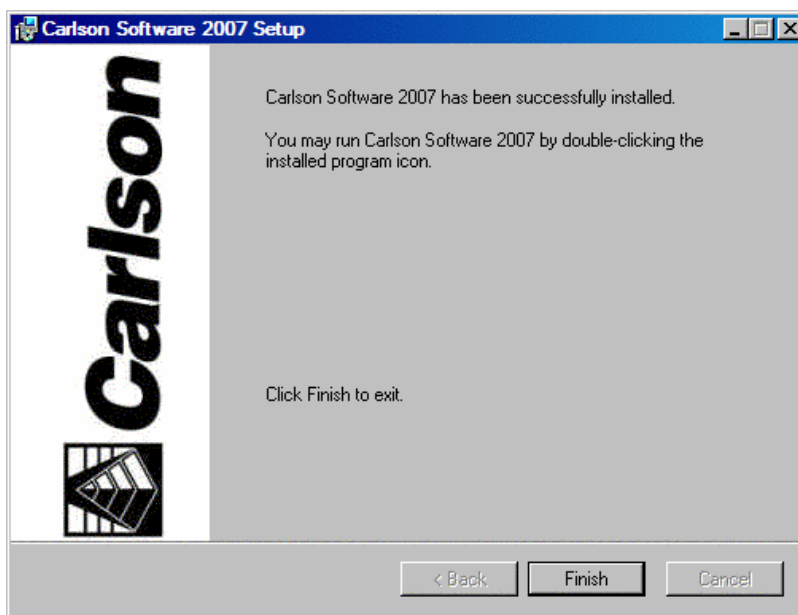 Carlson Software 2007 Setup
Carlson
Carlson Software 2007 has been successfully installed.
You may run Carlson Software 2007 by double-clicking the
installed program icon.
Click Finish to exit.
< Back
Finish
Cancel